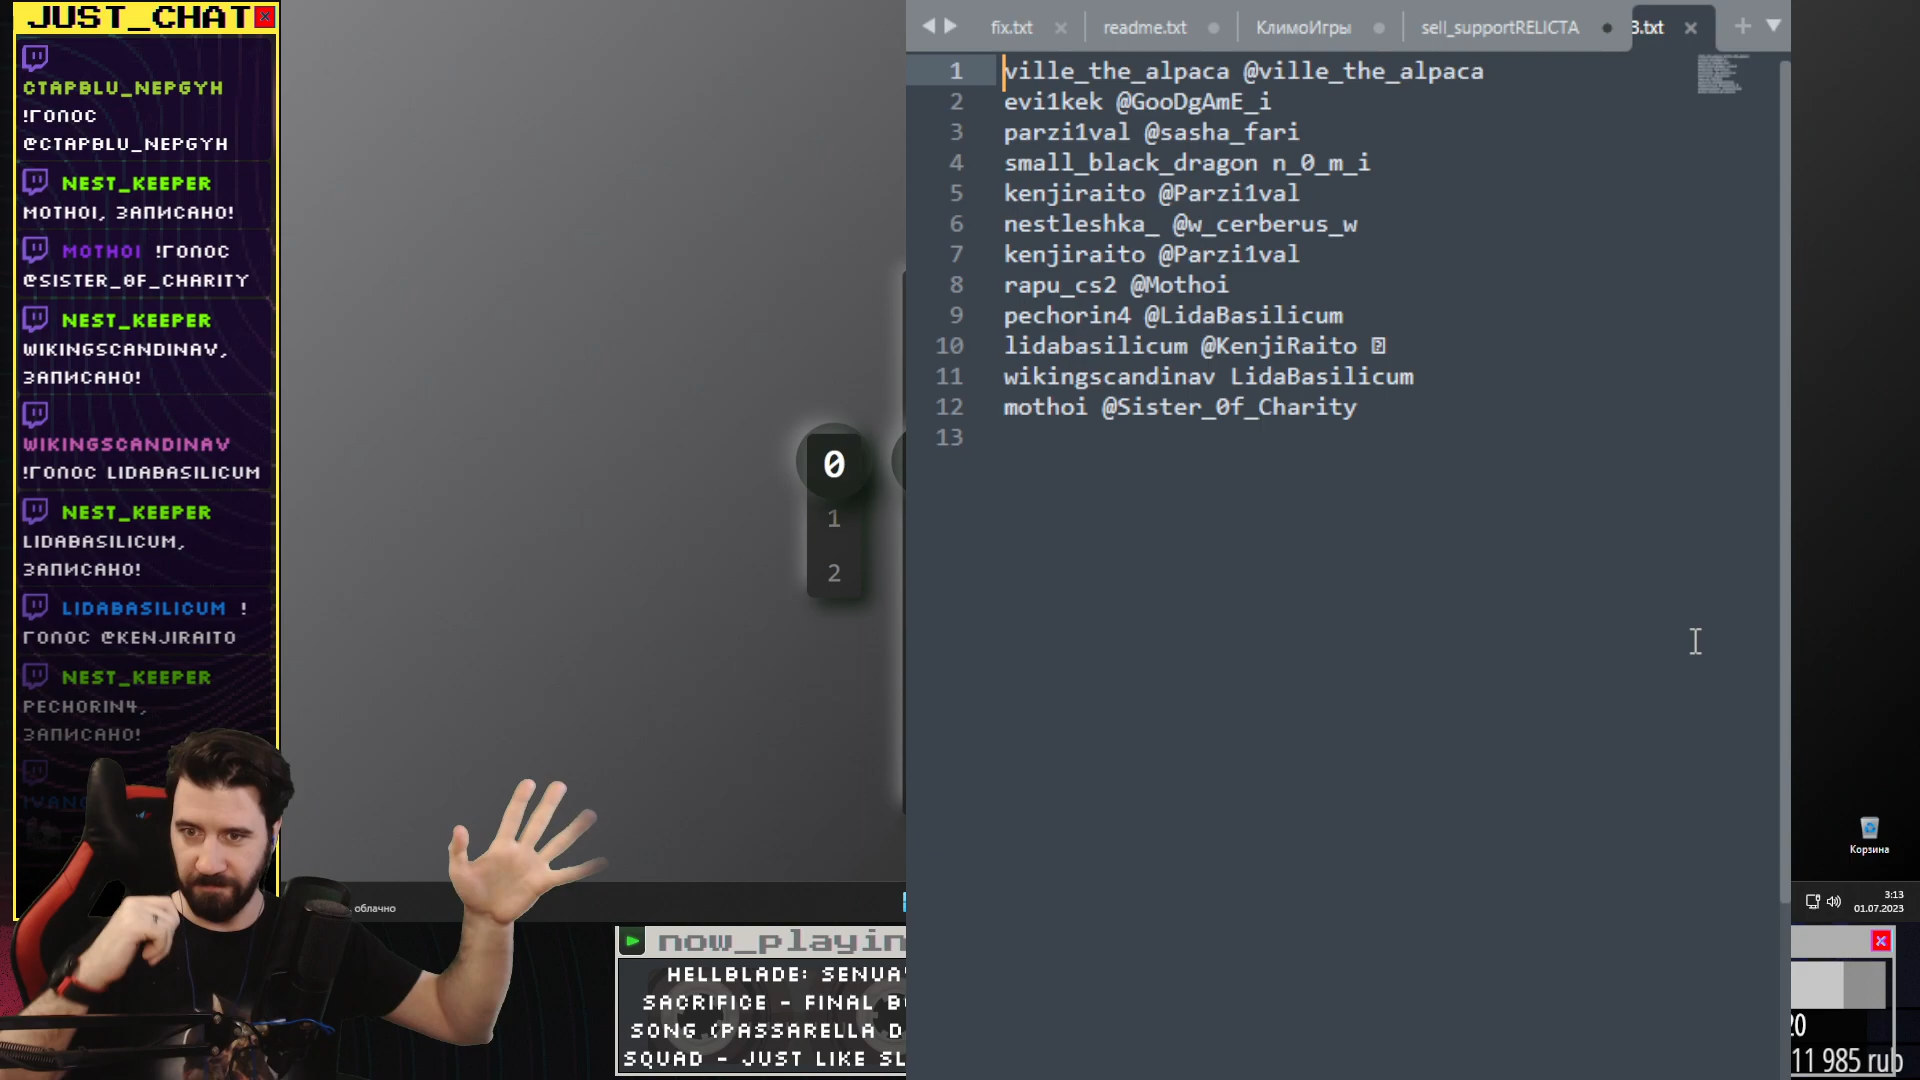 JUST_CHAT
CTAPBLU_NEPGYH
!ГОЛОС
@CTAPBLU_NEPGYH
NEST_KEEPER
MOTHOI, ЗАПИСАНО!
MOTHOI !ГОЛОС
@SISTER_0F_CHARITY
NEST_KEEPER
WIKINGSCANDINAV,
ЗАПИСАНО!
WIKINGSCANDINAV
!ГОЛОС LIDABASILICUM
NEST_KEEPER
LIDABASILICUM,
ЗАПИСАНО!
LIDABASILICUM !
ГОЛОС @KENJIRAITO
NEST_KEEPER
PECHORIN4,
ЗАПИСАНО!
0
1
2
облачно
now_playin
HELLBLADE: SENUA'
SACRIFICE - FINAL B
SONG (PASSARELLA D
SQUAD - JUST LIKE SL
fix.txt
readme.txt
КлимоИгры
sell_supportRELICTA
3.txt
1 ville_the_alpaca @ville_the_alpaca
2 evi1kek @GooDgAmE_i
3 parzi1val @sasha_fari
4 small_black_dragon n_0_m_i
5 kenjiraito @Parzi1val
6 nestleshka_ @w_cerberus_w
7 kenjiraito @Parzi1val
8 rapu_cs2 @Mothoi
9 pechorin4 @LidaBasilicum
10 lidabasilicum @KenjiRaito
11 wikingscandinav LidaBasilicum
12 mothoi @Sister_0f_Charity
13
Корзина
3:13
01.07.2023
20
11 985 rub